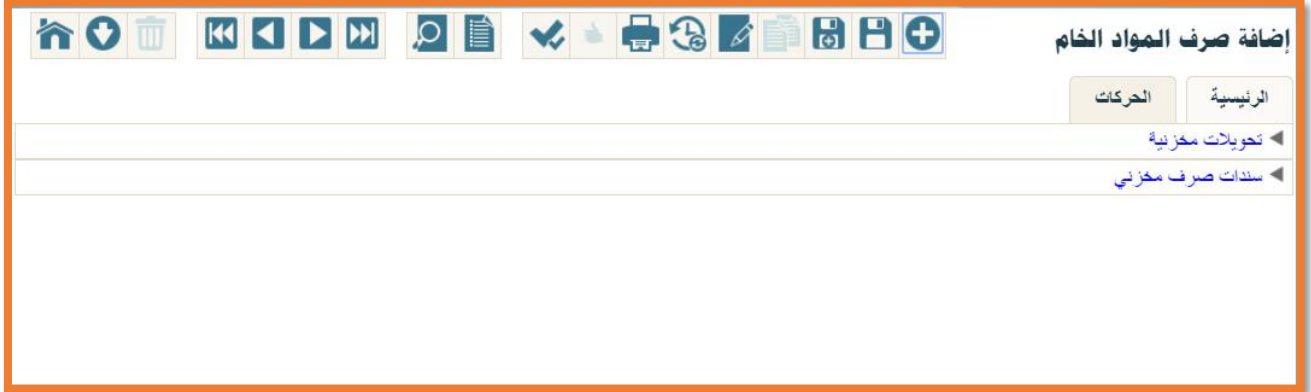 إضافة صرف المواد الخام
الرئيسية
الحركات
تحويلات مخزنية
سندات صرف مخزني